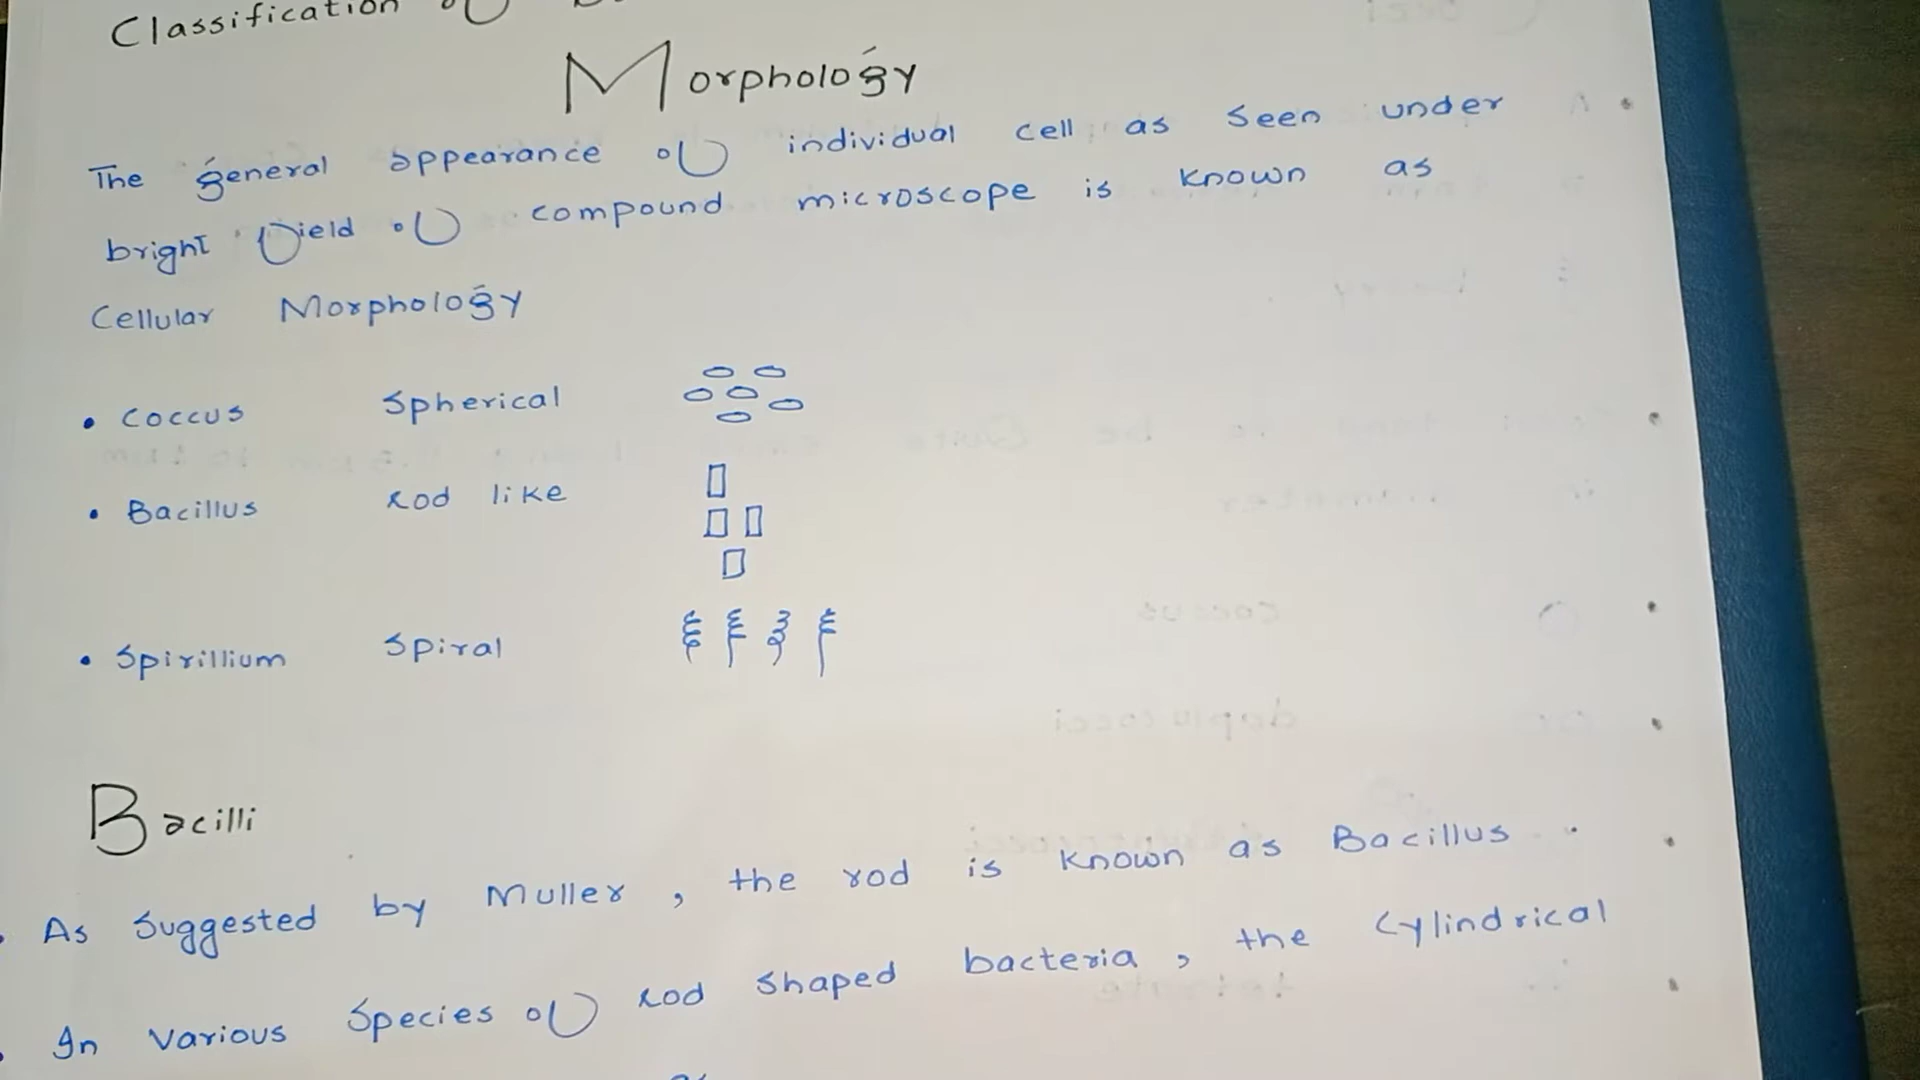 Classification of
Morphology
The general appearance of individual cell as seen under
bright field of compound microscope is known as
Cellular Morphology
• Coccus Spherical
• Bacillus Rod like
• Spirillium Spiral
Bacilli
• As Suggested by Muller, the rod is known as Bacillus
• In Various Species of Rod Shaped bacteria, the Cylindrical